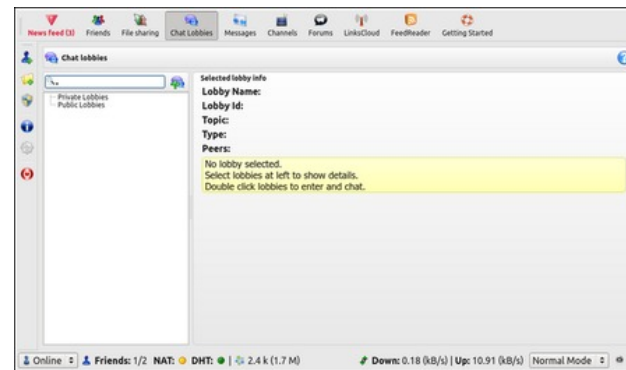 News feed (3) Friends File sharing Chat Lobbies Messages Channels Forums LinksCloud FeedReader Getting Started
Chat lobbies
Private Lobbies
Public Lobbies
Selected lobby info
Lobby Name:
Lobby Id:
Topic:
Type:
Peers:
No lobby selected.
Select lobbies at left to show details.
Double click lobbies to enter and chat.
Online Friends: 1/2 NAT: DHT: | 2.4 k (1.7 M) Down: 0.18 (kB/s) | Up: 10.91 (kB/s) Normal Mode